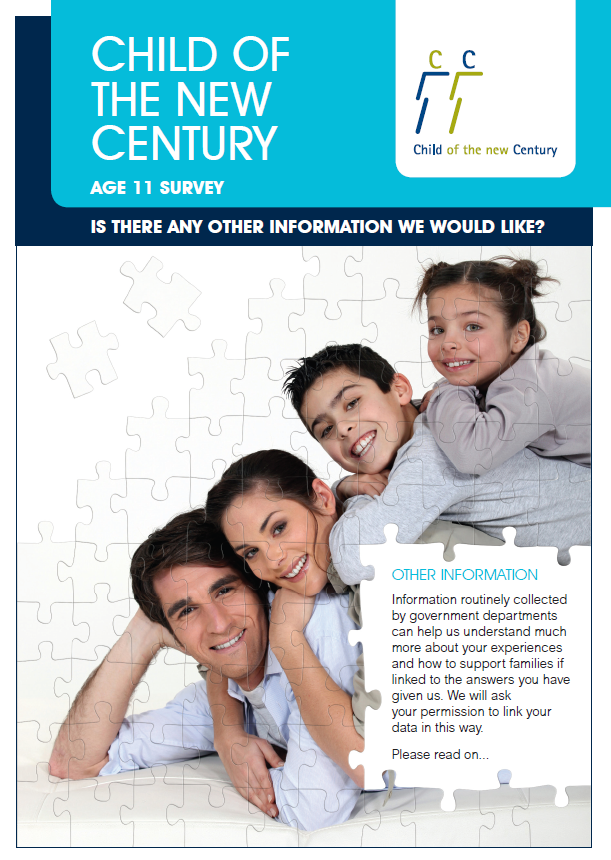 CHILD OF
THE NEW
CENTURY
AGE 11 SURVEY
C C
Child of the new Century
IS THERE ANY OTHER INFORMATION WE WOULD LIKE?
OTHER INFORMATION
Information routinely collected
by government departments
can help us understand much
more about your experiences
and how to support families if
linked to the answers you have
given us. We will ask
your permission to link your
data in this way.
Please read on...